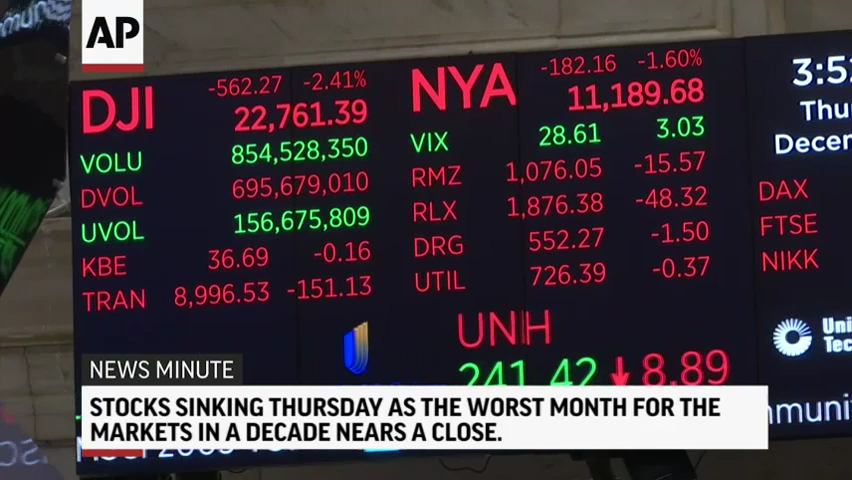 AP
DJI -562.27 -2.41%
22,761.39
VOLU 854,528,350
DVOL 695,679,010
UVOL 156,675,809
KBE 36.69 -0.16
TRAN 8,996.53 -151.13
NYA -182.16 -1.60%
11,189.68
VIX 28.61 3.03
RMZ 1,076.05 -15.57
RLX 1,876.38 -48.32
DRG 552.27 -1.50
UTIL 726.39 -0.37
UNH
241.42 ↓8.89
DAX
FTSE
NIKK
NEWS MINUTE
STOCKS SINKING THURSDAY AS THE WORST MONTH FOR THE
MARKETS IN A DECADE NEARS A CLOSE.